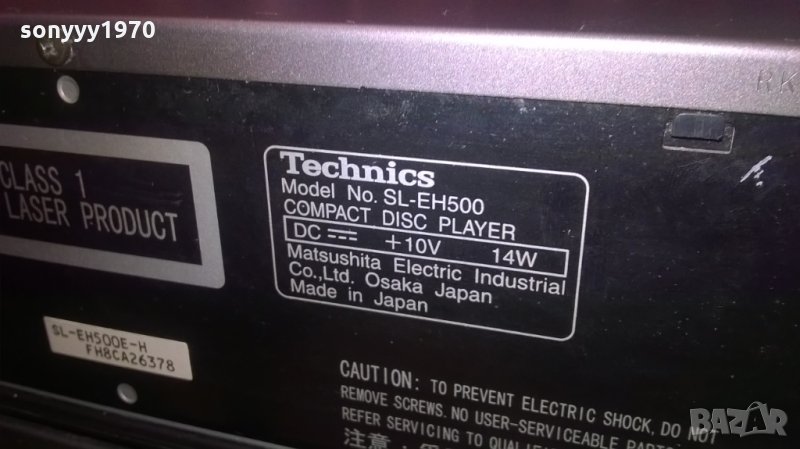 sonyyy1970
RK
CLASS 1
LASER PRODUCT
Technics
Model No. SL-EH500
COMPACT DISC PLAYER
DC +10V 14W
Matsushita Electric Industrial
Co.,Ltd. Osaka Japan
Made in Japan
SL-EH500E-H
FH8CA26378
CAUTION: TO PREVENT ELECTRIC SHOCK, DO NOT
REMOVE SCREWS. NO USER-SERVICEABLE PARTS
REFER SERVICING TO
注意:
BAZAR